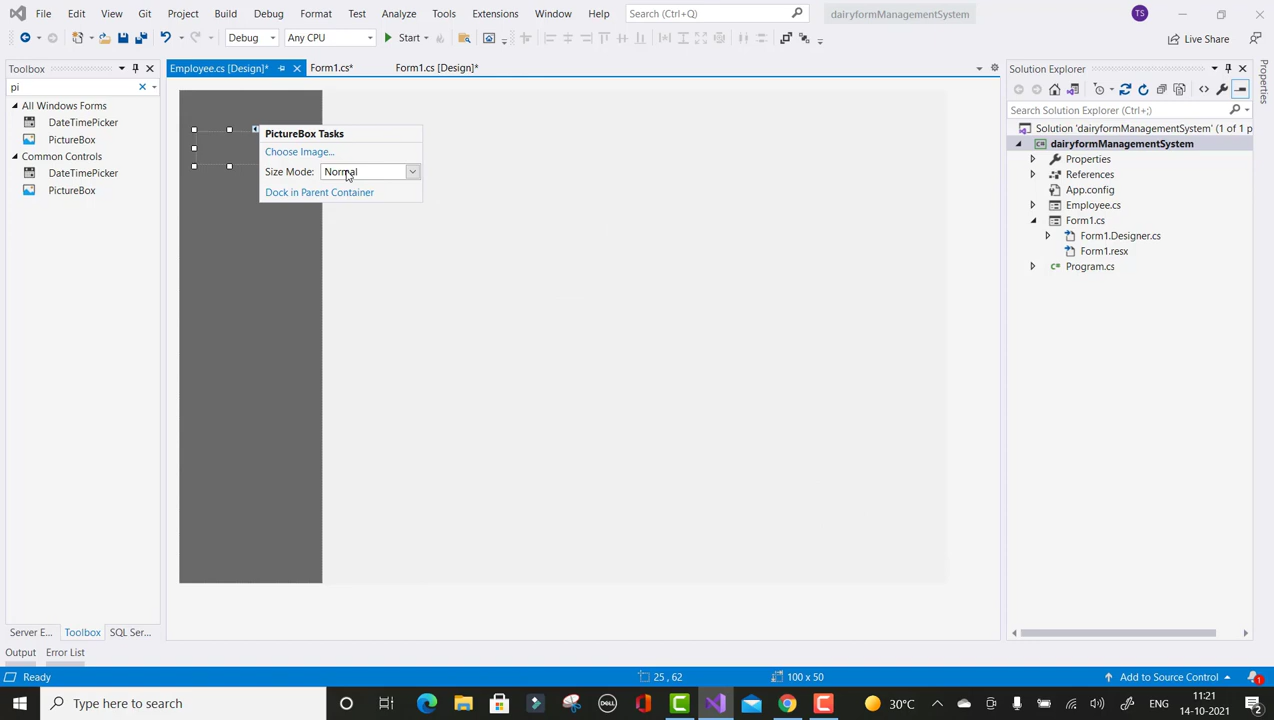 File Edit View Git Project Build Debug Format Test Analyze Tools Extensions Window Help Search (Ctrl+Q) dairyformManagementSystem TS
Debug Any CPU Start Live Share
Toolbox
pi
All Windows Forms
DateTimePicker
PictureBox
Common Controls
DateTimePicker
PictureBox
Employee.cs [Design]* Form1.cs* Form1.cs [Design]*
PictureBox Tasks
Choose Image...
Size Mode: Normal
Dock in Parent Container
Solution Explorer
Search Solution Explorer (Ctrl+;)
Solution 'dairyformManagementSystem' (1 of 1 p
dairyformManagementSystem
Properties
References
App.config
Employee.cs
Form1.cs
Form1.Designer.cs
Form1.resx
Program.cs
Properties
Server E... Toolbox SQL Ser...
Output Error List
Ready 25 , 62 100 x 50 Add to Source Control 1
Type here to search DELL 30°C ENG 11:21
14-10-2021 2